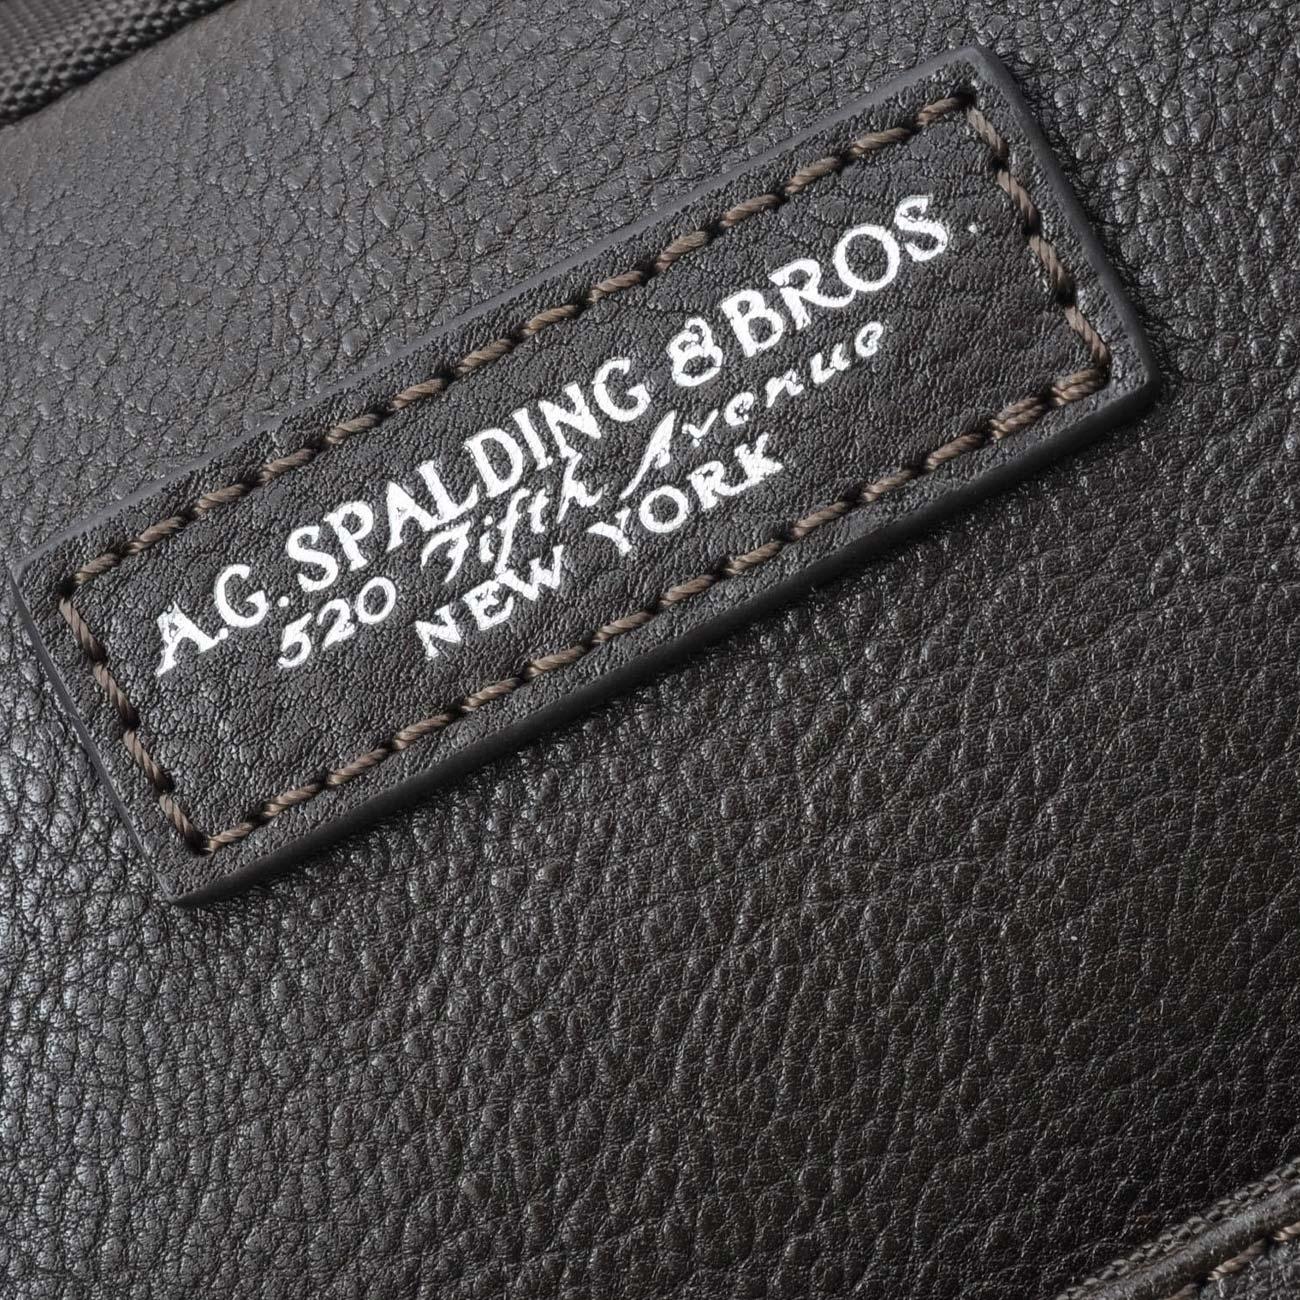 A.G. SPALDING & BROS.
520 Fifth Avenue
NEW YORK